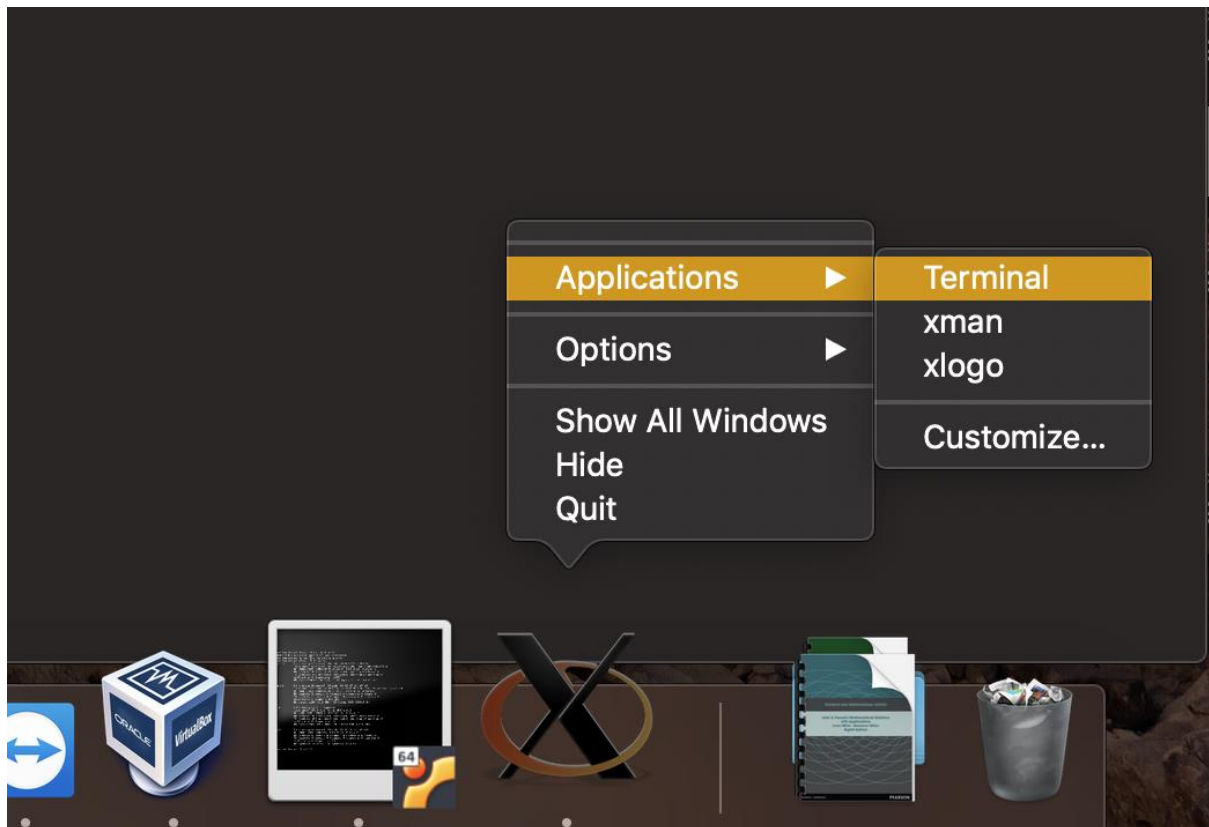 Applications
Terminal
xman
xlogo
Customize...
Options
Show All Windows
Hide
Quit
ORACLE
VirtualBox
64